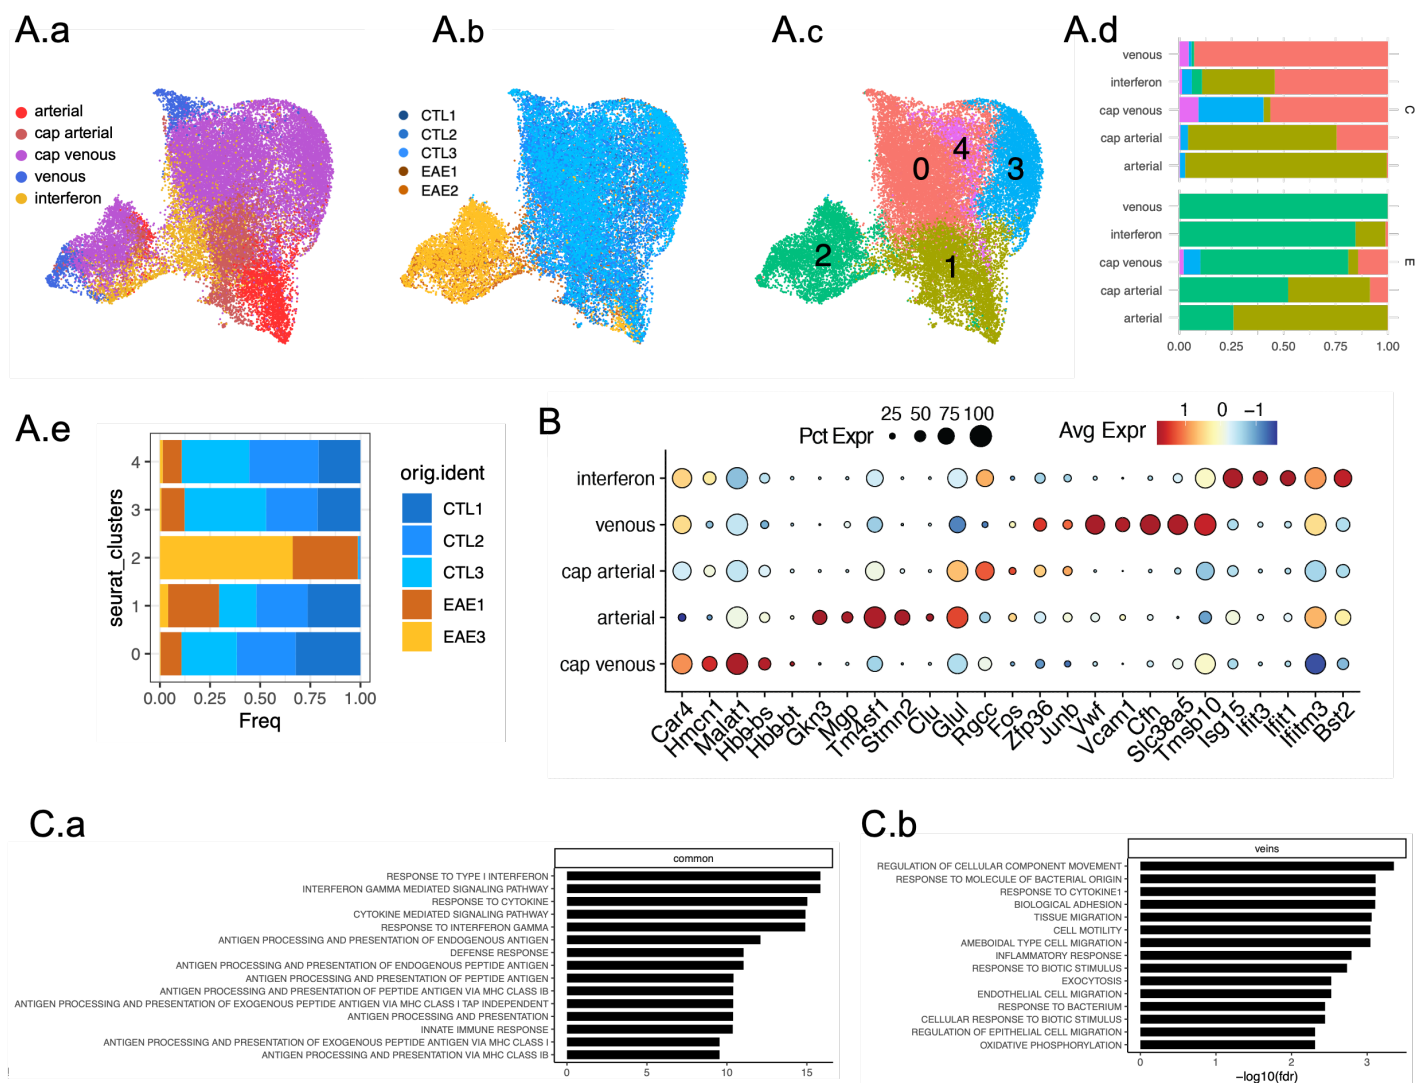 A.a
A.b
A.c
A.d
arterial
cap arterial
cap venous
venous
interferon
CTL1
CTL2
CTL3
EAE1
EAE2
0
4
3
2
1
venous
interferon
cap venous
cap arterial
arterial
C
venous
interferon
cap venous
cap arterial
arterial
E
0.00 0.25 0.50 0.75 1.00
A.e
seurat_clusters
4
3
2
1
0
0.00 0.25 0.50 0.75 1.00
Freq
orig.ident
CTL1
CTL2
CTL3
EAE1
EAE3
B
25 50 75 100
Pct Expr
1 0 −1
Avg Expr
interferon
venous
cap arterial
arterial
cap venous
Car4 Hmcn1 Malat1 Hbb-bs Hbb-bt Gkn3 Mgp Tm4sf1 Stmn2 Clu Glul Rgcc Fos Zfp36 Junb Vwf Vcam1 Cfh Slc38a5 Tmsb10 Isg15 Ifit3 Ifit1 Ifitm3 Bst2
C.a
common
RESPONSE TO TYPE I INTERFERON
INTERFERON GAMMA MEDIATED SIGNALING PATHWAY
RESPONSE TO CYTOKINE
CYTOKINE MEDIATED SIGNALING PATHWAY
RESPONSE TO INTERFERON GAMMA
ANTIGEN PROCESSING AND PRESENTATION OF ENDOGENOUS ANTIGEN
DEFENSE RESPONSE
ANTIGEN PROCESSING AND PRESENTATION OF ENDOGENOUS PEPTIDE ANTIGEN
ANTIGEN PROCESSING AND PRESENTATION OF PEPTIDE ANTIGEN
ANTIGEN PROCESSING AND PRESENTATION OF PEPTIDE ANTIGEN VIA MHC CLASS IB
ANTIGEN PROCESSING AND PRESENTATION OF EXOGENOUS PEPTIDE ANTIGEN VIA MHC CLASS I TAP INDEPENDENT
ANTIGEN PROCESSING AND PRESENTATION
INNATE IMMUNE RESPONSE
ANTIGEN PROCESSING AND PRESENTATION OF EXOGENOUS PEPTIDE ANTIGEN VIA MHC CLASS I
ANTIGEN PROCESSING AND PRESENTATION VIA MHC CLASS IB
0 5 10 15
C.b
veins
REGULATION OF CELLULAR COMPONENT MOVEMENT
RESPONSE TO MOLECULE OF BACTERIAL ORIGIN
RESPONSE TO CYTOKINE1
BIOLOGICAL ADHESION
TISSUE MIGRATION
CELL MOTILITY
AMEBOIDAL TYPE CELL MIGRATION
INFLAMMATORY RESPONSE
RESPONSE TO BIOTIC STIMULUS
EXOCYTOSIS
ENDOTHELIAL CELL MIGRATION
RESPONSE TO BACTERIUM
CELLULAR RESPONSE TO BIOTIC STIMULUS
REGULATION OF EPITHELIAL CELL MIGRATION
OXIDATIVE PHOSPHORYLATION
0 1 2 3
−log10(fdr)